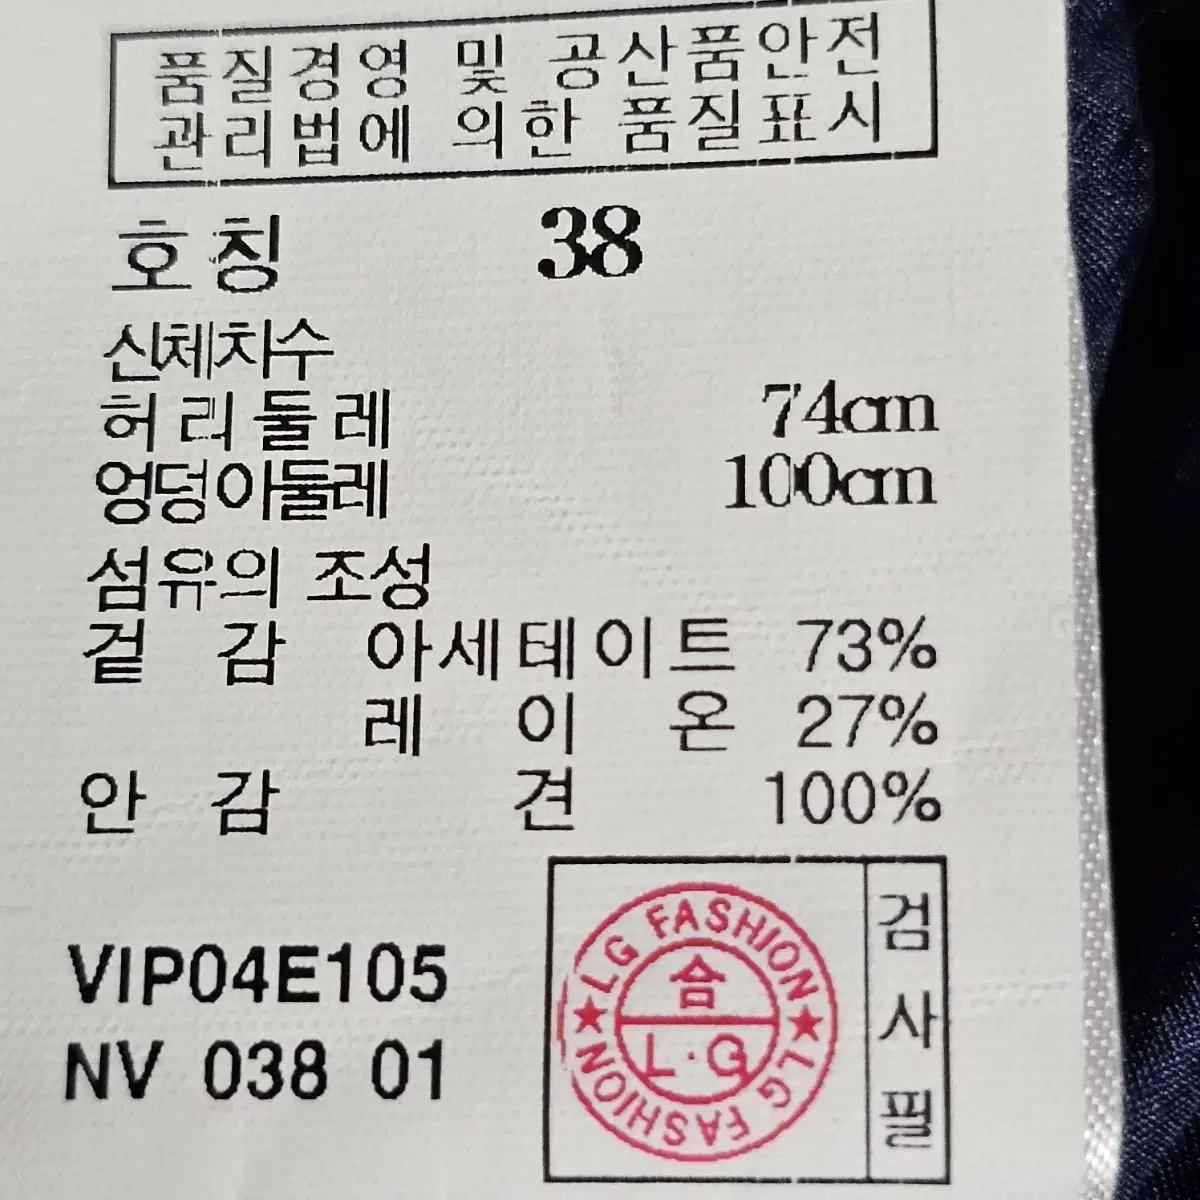 품질경영 및 공산품안전
관리법에 의한 품질표시
호칭 38
신체치수
허리둘레 74cm
엉덩이둘레 100cm
섬유의 조성
겉감 아세테이트 73%
레이온 27%
안감 견 100%
VIP04E105
NV 038 01
★ LG FASHION ★ LG FASHION
合
L·G
검사필